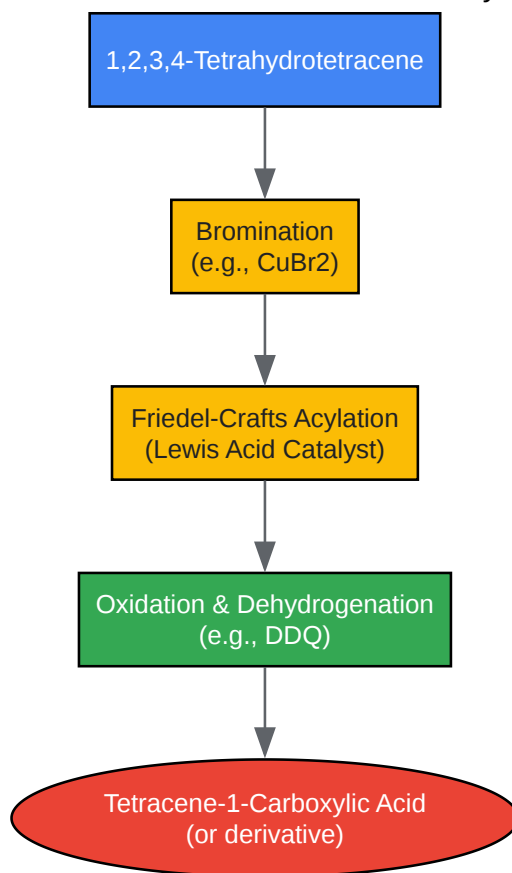 1,2,3,4-Tetrahydrotetracene
Bromination
(e.g., CuBr2)
Friedel-Crafts Acylation
(Lewis Acid Catalyst)
Oxidation & Dehydrogenation
(e.g., DDQ)
Tetracene-1-Carboxylic Acid
(or derivative)